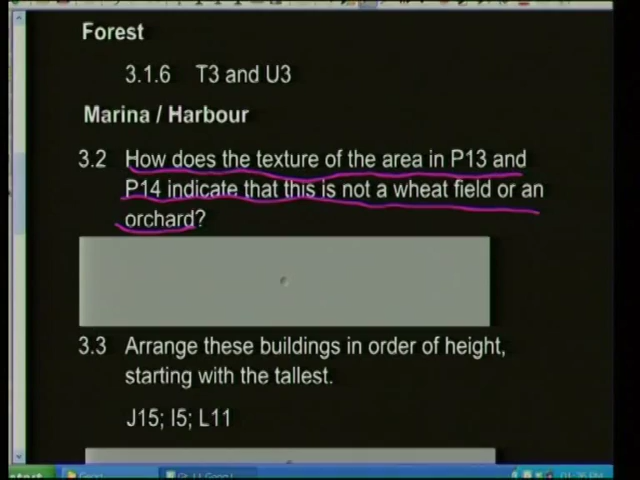 Forest
3.1.6 T3 and U3
Marina / Harbour
3.2 How does the texture of the area in P13 and
P14 indicate that this is not a wheat field or an
orchard?
3.3 Arrange these buildings in order of height,
starting with the tallest.
J15; I5; L11